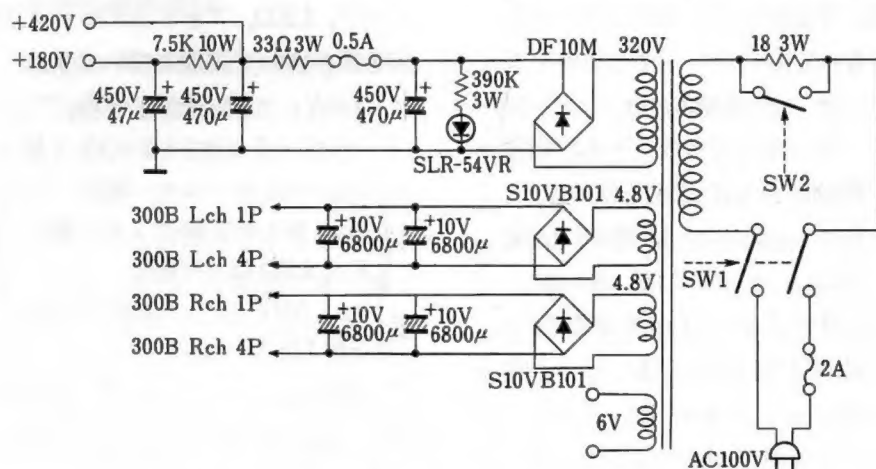 +420V
+180V
7.5K 10W
33Ω3W
0.5A
DF10M
320V
18 3W
450V
47μ
450V
470μ
450V
470μ
390K
3W
SLR-54VR
SW2
S10VB101
4.8V
300B Lch 1P
10V
6800μ
10V
6800μ
300B Lch 4P
SW1
4.8V
300B Rch 1P
10V
6800μ
10V
6800μ
300B Rch 4P
S10VB101
6V
2A
AC100V